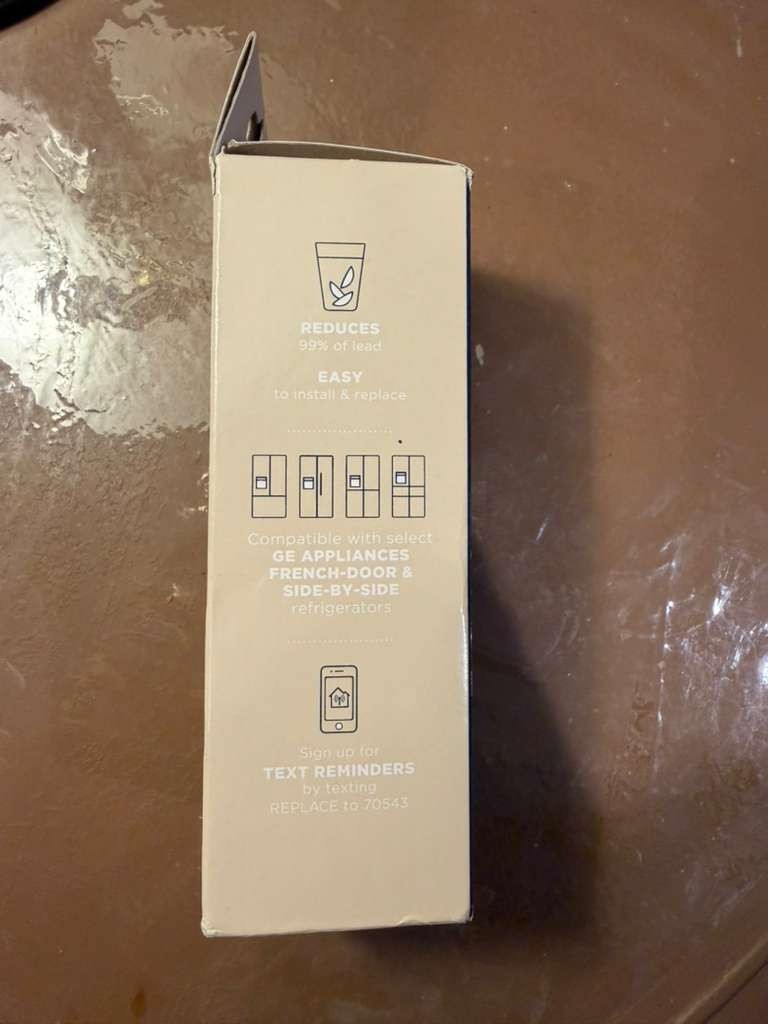 REDUCES
99% of lead
EASY
to install & replace
Compatible with select
GE APPLIANCES
FRENCH-DOOR &
SIDE-BY-SIDE
refrigerators
Sign up for
TEXT REMINDERS
by texting
REPLACE to 70543